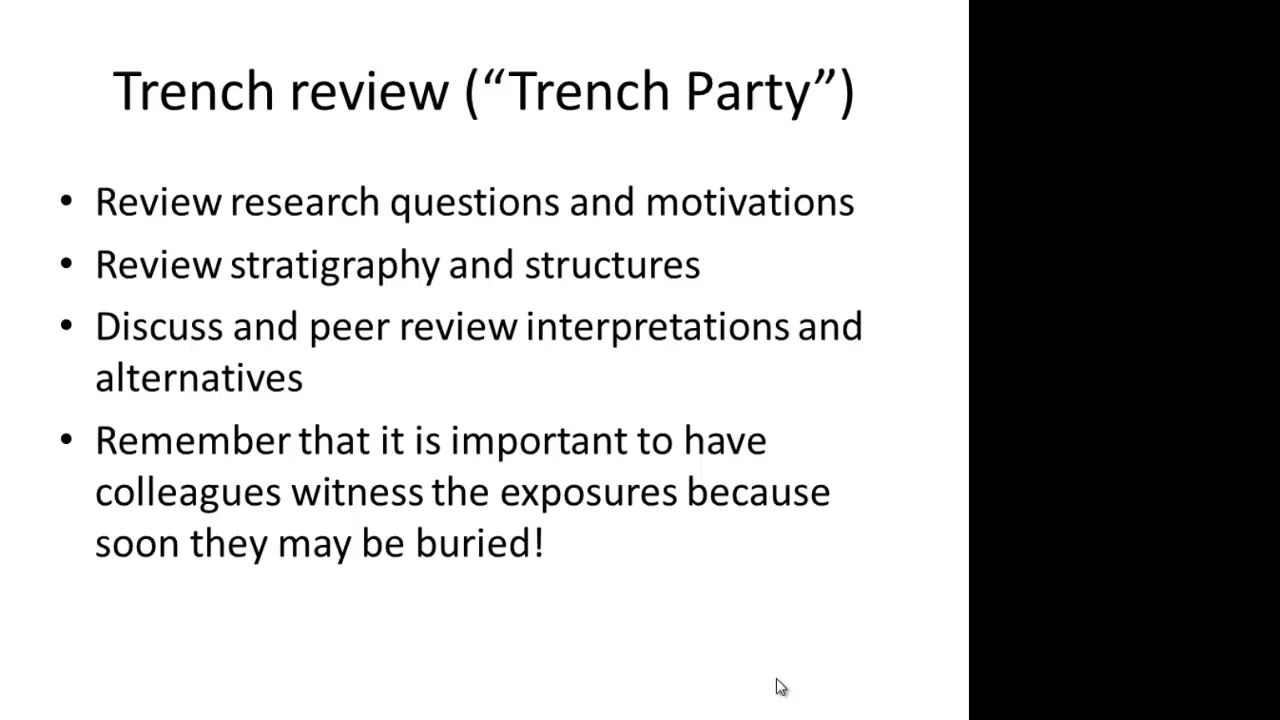 Trench review (“Trench Party”)
• Review research questions and motivations
• Review stratigraphy and structures
• Discuss and peer review interpretations and
alternatives
• Remember that it is important to have
colleagues witness the exposures because
soon they may be buried!